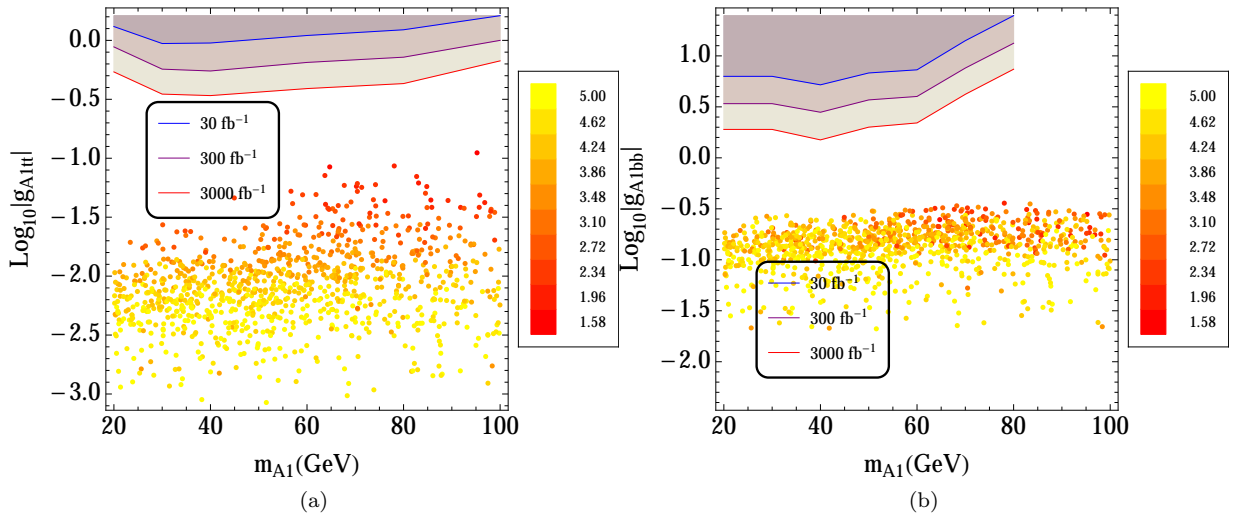 Log₁₀|g_A1tt|
0.0
−0.5
−1.0
−1.5
−2.0
−2.5
−3.0
30 fb⁻¹
300 fb⁻¹
3000 fb⁻¹
20 40 60 80 100
m_A1(GeV)
(a)
5.00
4.62
4.24
3.86
3.48
3.10
2.72
2.34
1.96
1.58
Log₁₀|g_A1bb|
1.0
0.5
0.0
−0.5
−1.0
−1.5
−2.0
30 fb⁻¹
300 fb⁻¹
3000 fb⁻¹
20 40 60 80 100
m_A1(GeV)
(b)
5.00
4.62
4.24
3.86
3.48
3.10
2.72
2.34
1.96
1.58